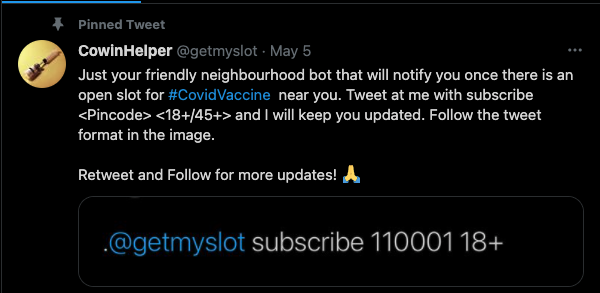 Pinned Tweet
CowinHelper @getmyslot · May 5
Just your friendly neighbourhood bot that will notify you once there is an
open slot for #CovidVaccine near you. Tweet at me with subscribe
<Pincode> <18+/45+> and I will keep you updated. Follow the tweet
format in the image.
Retweet and Follow for more updates! 🙏
.@getmyslot subscribe 110001 18+